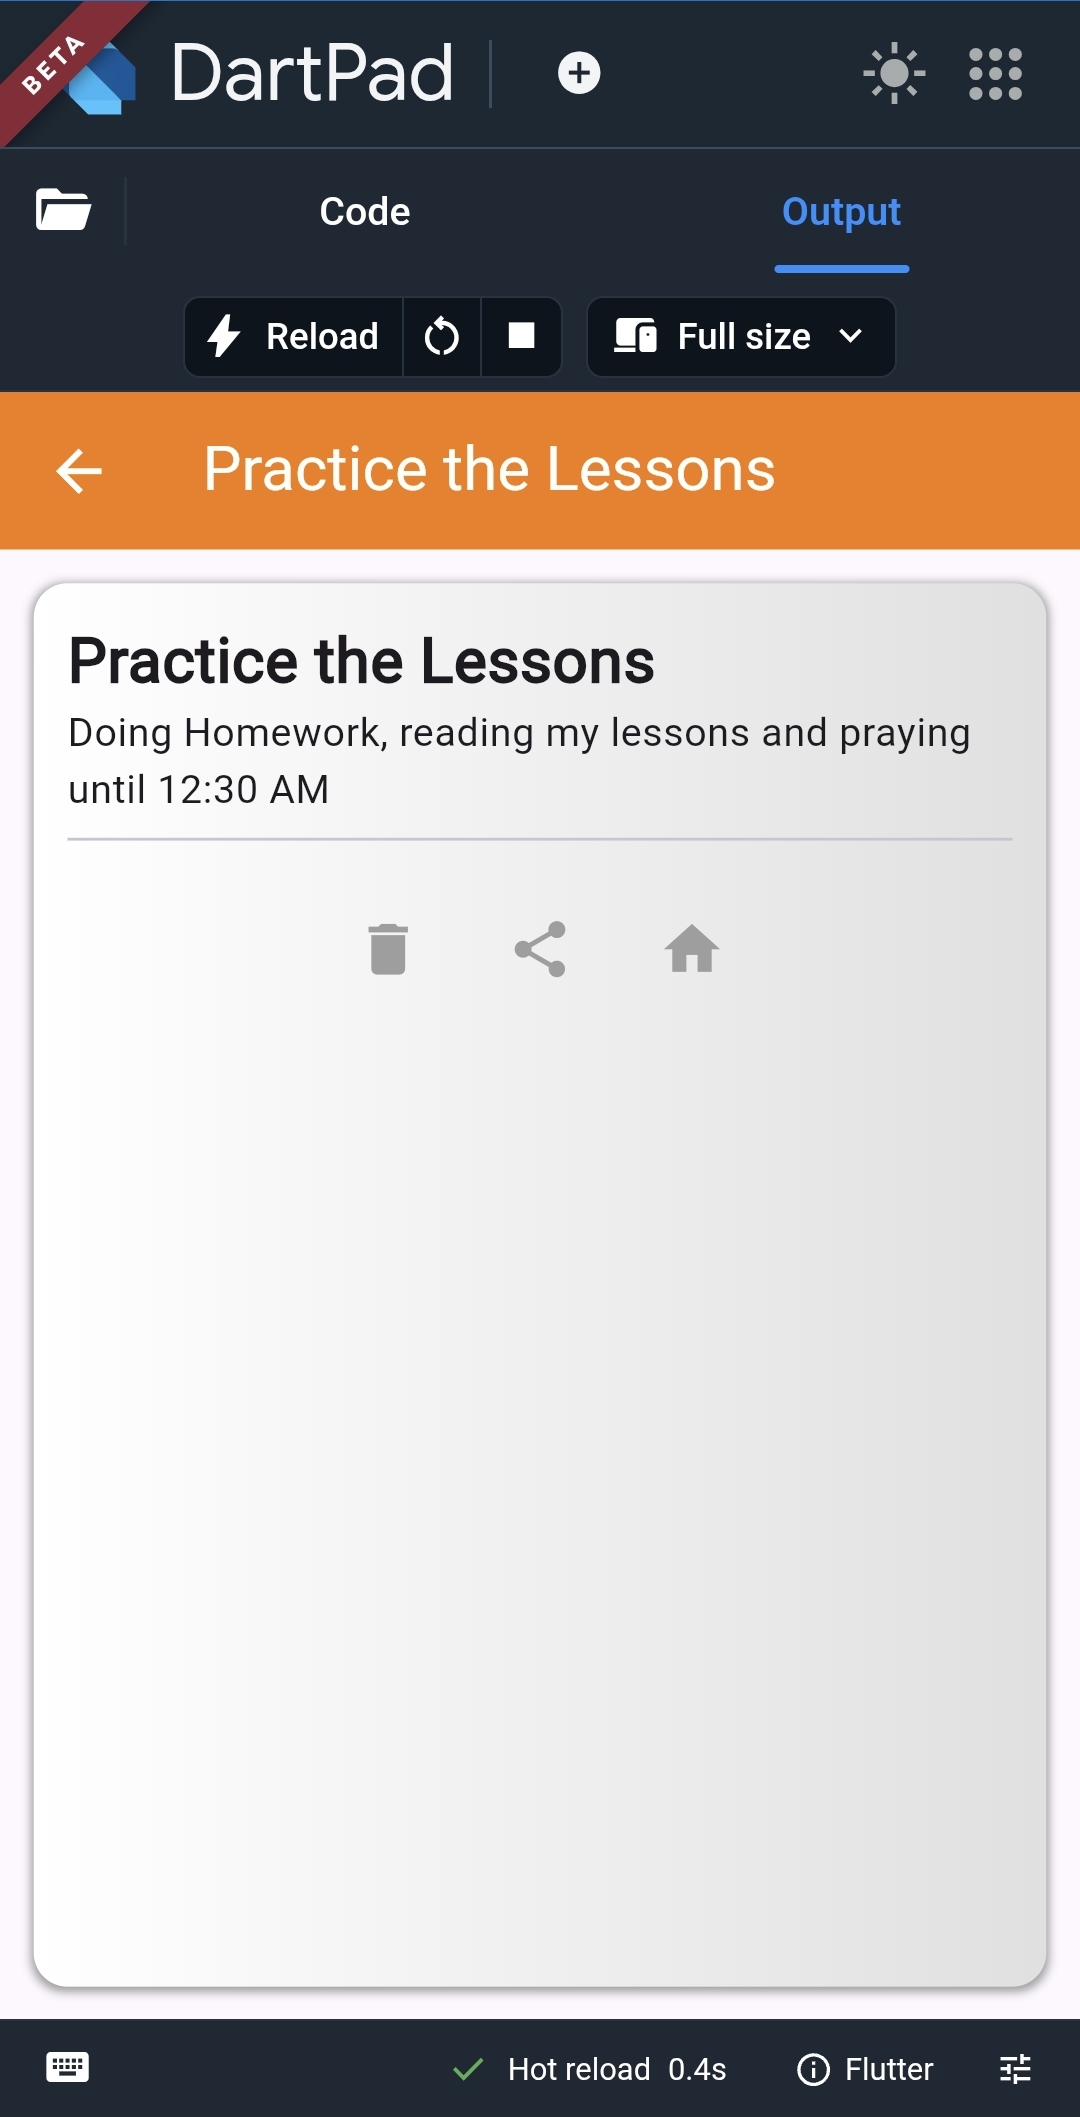 BETA
DartPad
Code
Output
Reload
Full size
Practice the Lessons
Practice the Lessons
Doing Homework, reading my lessons and praying
until 12:30 AM
Hot reload 0.4s
Flutter